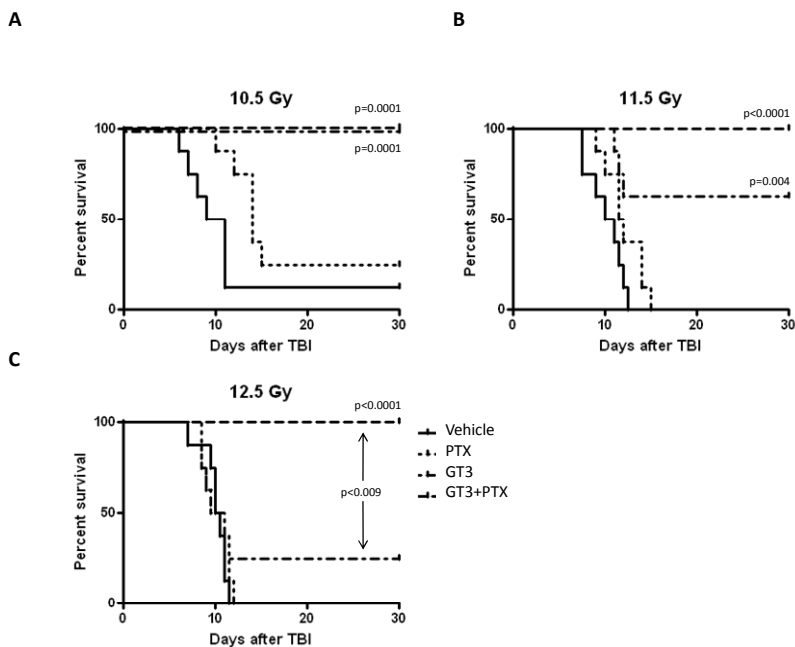 A
10.5 Gy
p=0.0001
p=0.0001
Percent survival
100
50
0
0
10
20
30
Days after TBI
B
11.5 Gy
p<0.0001
p=0.004
Percent survival
100
50
0
0
10
20
30
Days after TBI
C
12.5 Gy
p<0.0001
p<0.009
Percent survival
100
50
0
0
10
20
30
Days after TBI
Vehicle
PTX
GT3
GT3+PTX